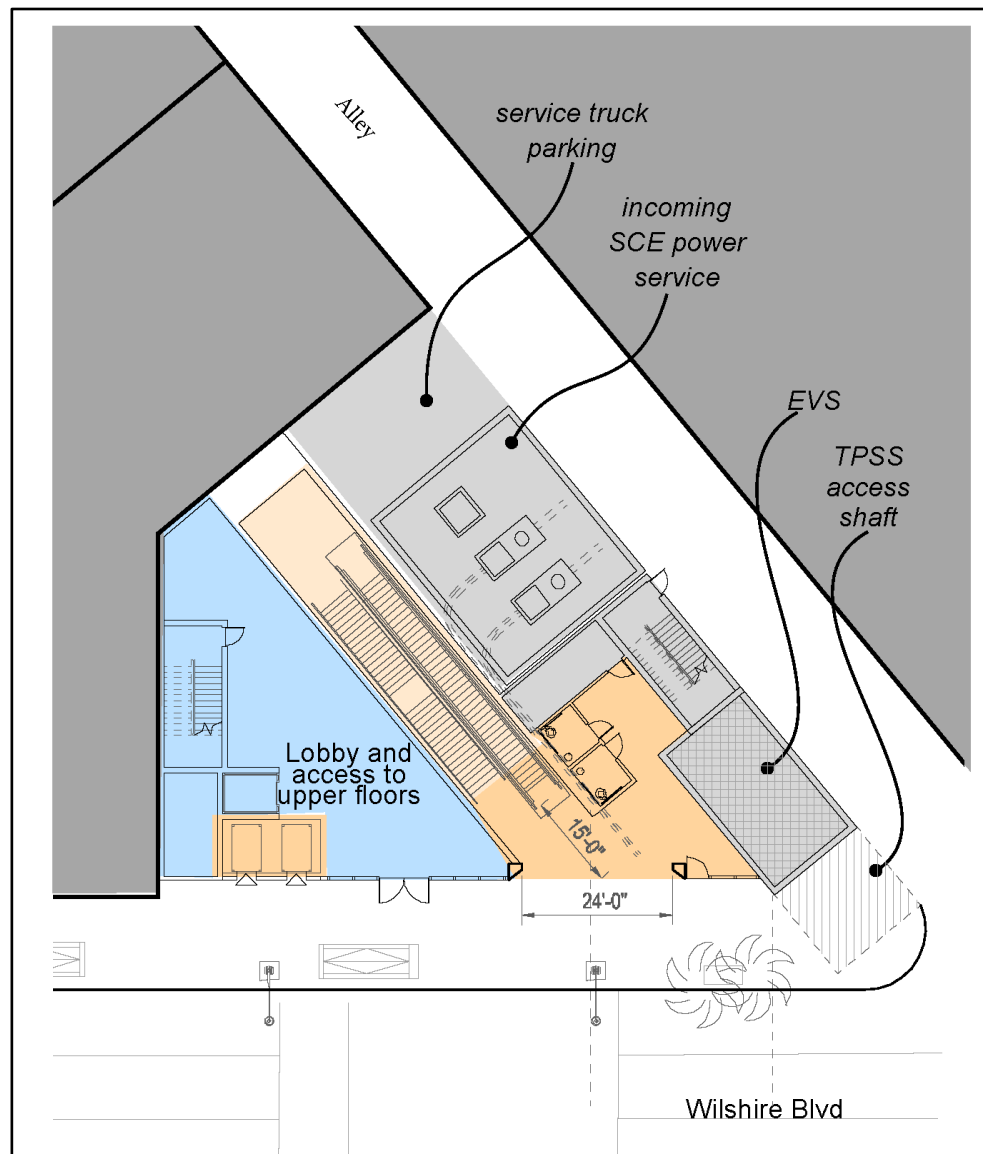 Alley
service truck
parking
incoming
SCE power
service
EVS
TPSS
access
shaft
Lobby and
access to
upper floors
15'-0"
24'-0"
Wilshire Blvd